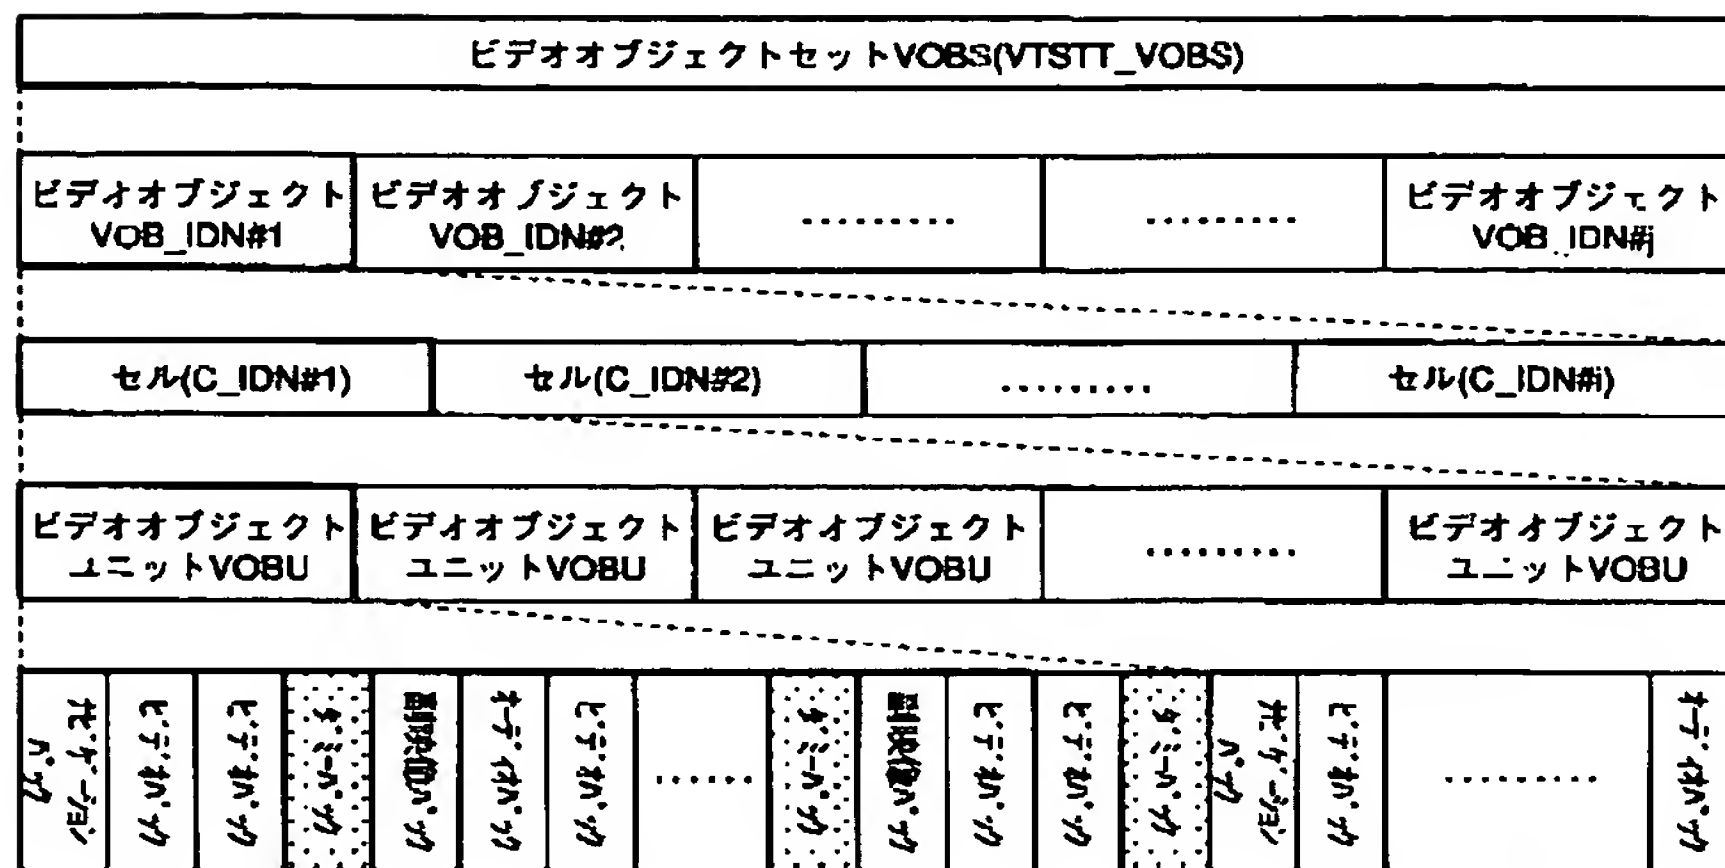 ビデオオブジェクトセットVOBS(VTSTT_VOBS)
ビデオオブジェクト
VOB_IDN#1
ビデオオブジェクト
VOB_IDN#2
.........
.........
ビデオオブジェクト
VOB_IDN#j
セル(C_IDN#1)
セル(C_IDN#2)
.........
セル(C_IDN#i)
ビデオオブジェクト
ユニットVOBU
ビデオオブジェクト
ユニットVOBU
ビデオオブジェクト
ユニットVOBU
.........
ビデオオブジェクト
ユニットVOBU
ナビゲーション
パック
ビデオパック
ビデオパック
ダミーパック
副映像パック
オーディオパック
ビデオパック
......
ダミーパック
副映像パック
ビデオパック
ビデオパック
ダミーパック
ナビゲーション
パック
ビデオパック
.........
オーディオパック